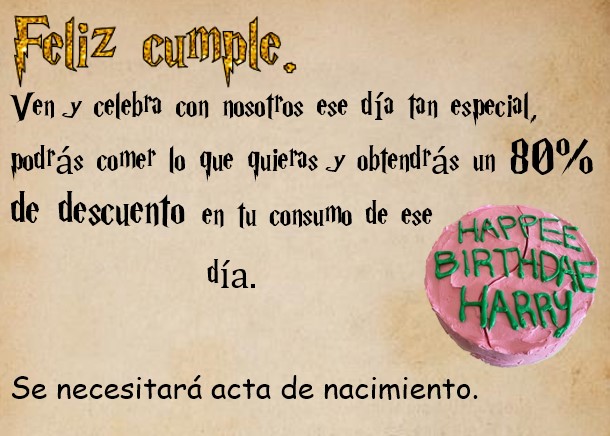 Feliz cumple.
Ven y celebra con nosotros ese día tan especial,
podrás comer lo que quieras y obtendrás un 80%
de descuento en tu consumo de ese
día.
HAPPEE
BIRTHDAE
HARRY
Se necesitará acta de nacimiento.